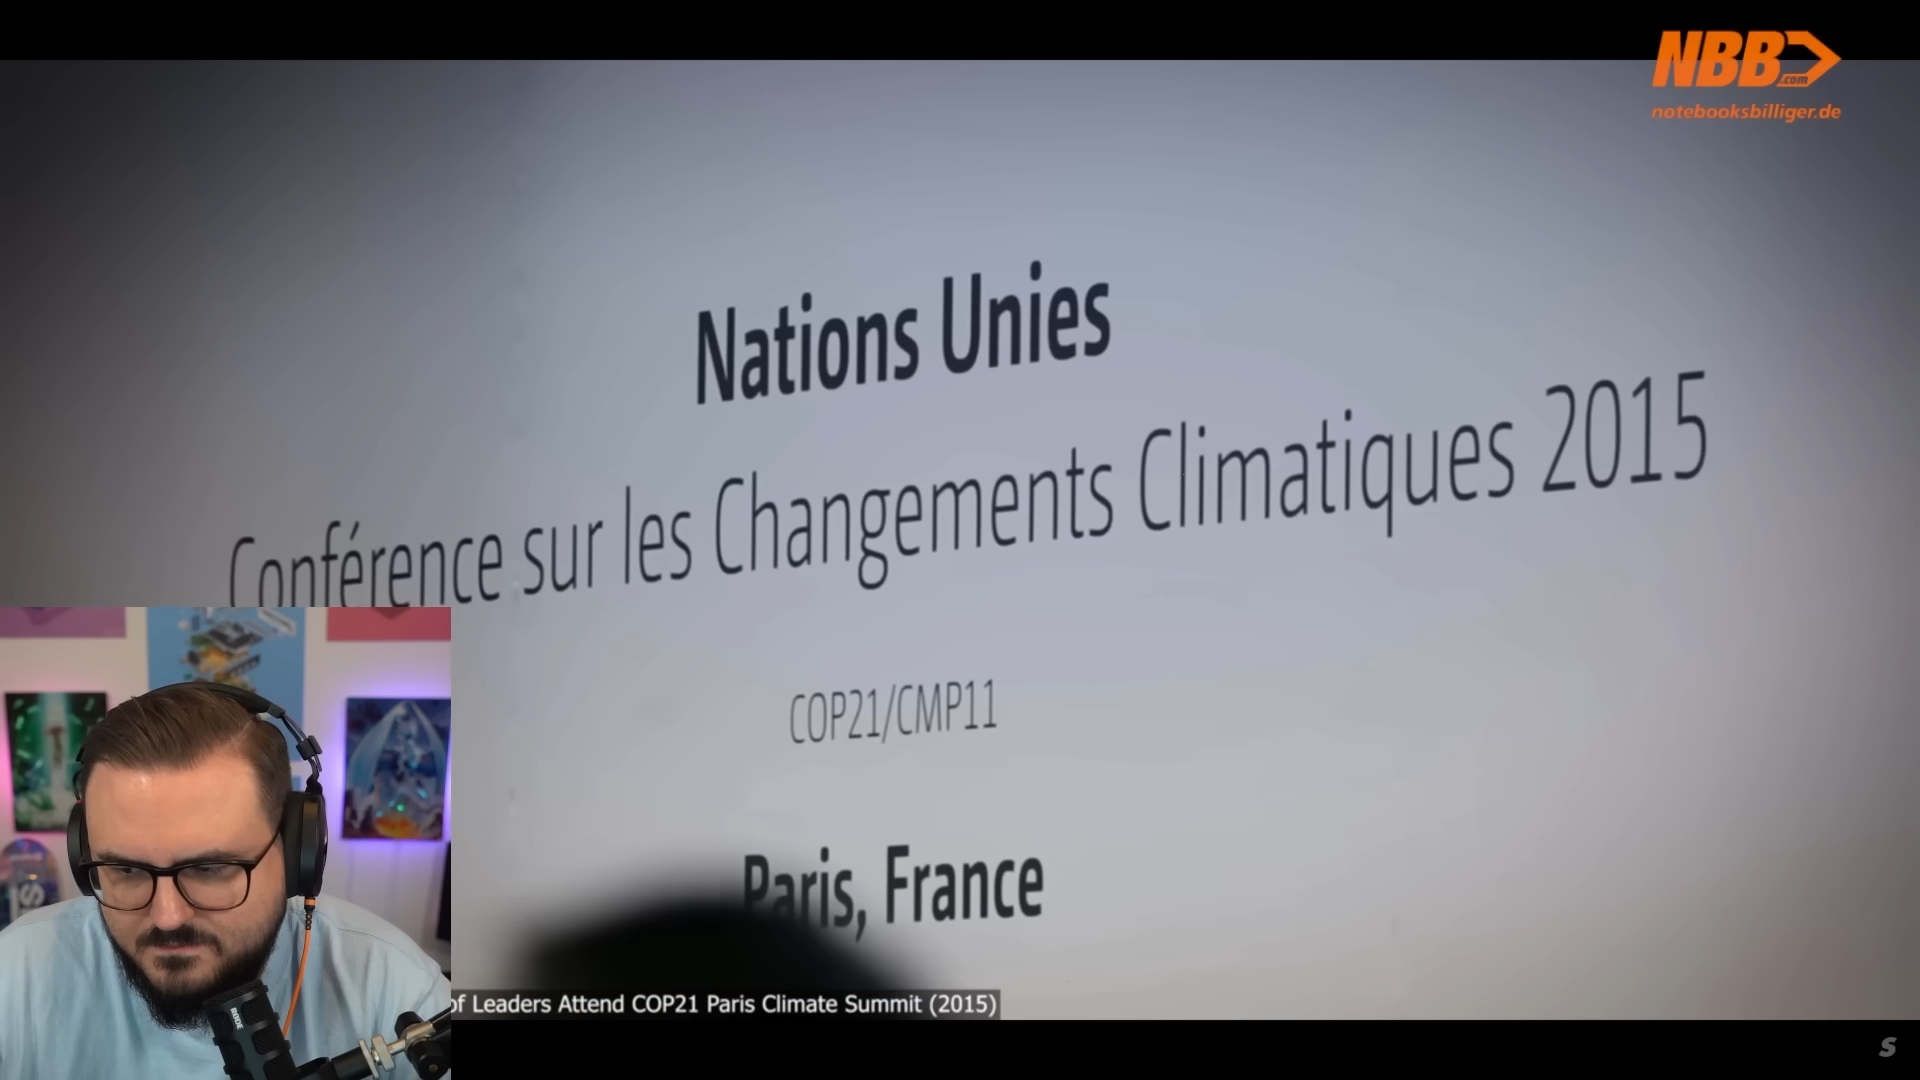 NBB.com
notebooksbilliger.de
Nations Unies
Conférence sur les Changements Climatiques 2015
COP21/CMP11
Paris, France
of Leaders Attend COP21 Paris Climate Summit (2015)
RØDE
S